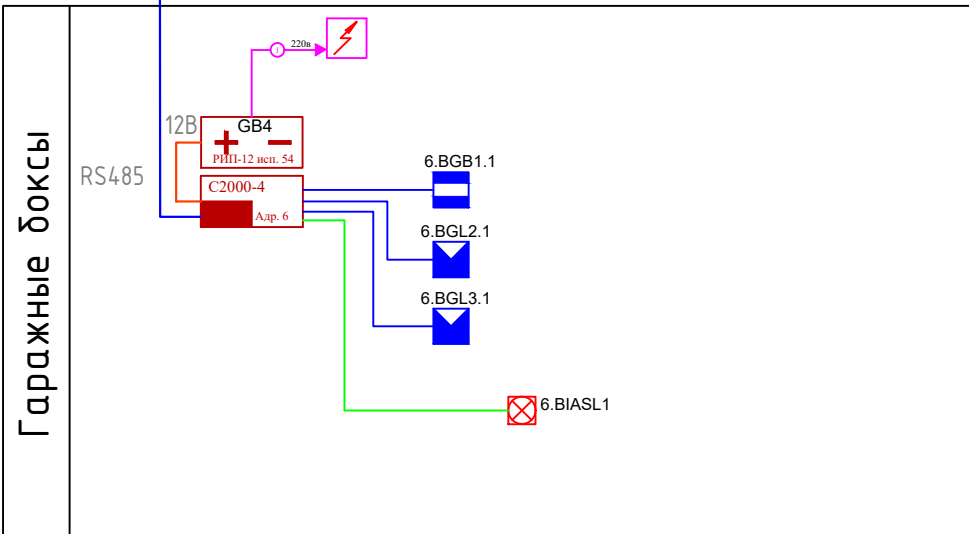 Гаражные боксы
RS485
1
220в
12В
GB4
+ −
РИП-12 исп. 54
С2000-4
Адр. 6
6.BGB1.1
6.BGL2.1
6.BGL3.1
6.BIASL1